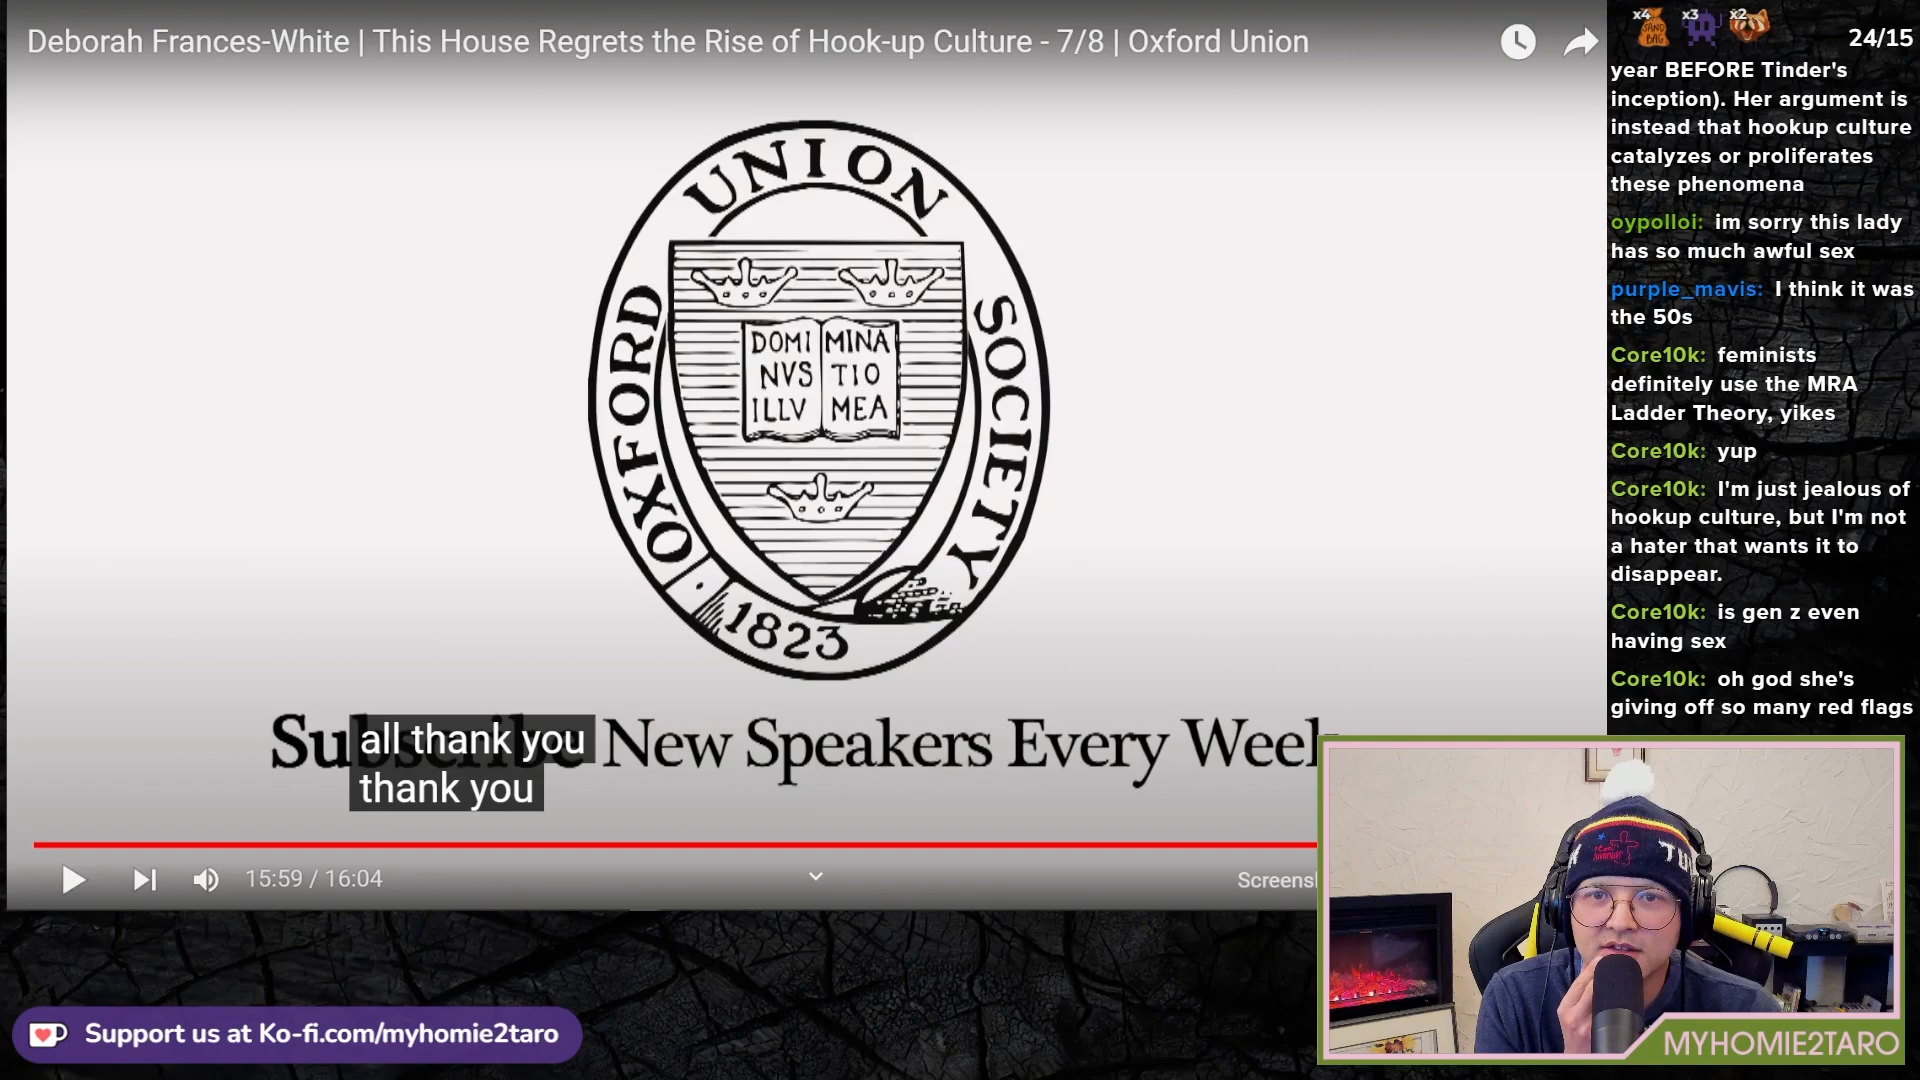 Deborah Frances-White | This House Regrets the Rise of Hook-up Culture - 7/8 | Oxford Union
x4 x3 x2
SAND BAG
24/15
UNION
OXFORD
SOCIETY
DOMI MINA
NVS TIO
ILLV MEA
1823
Subscribe New Speakers Every Week
all thank you
thank you
15:59 / 16:04
year BEFORE Tinder's
inception). Her argument is
instead that hookup culture
catalyzes or proliferates
these phenomena
oypolloi: im sorry this lady
has so much awful sex
purple_mavis: I think it was
the 50s
Core10k: feminists
definitely use the MRA
Ladder Theory, yikes
Core10k: yup
Core10k: I'm just jealous of
hookup culture, but I'm not
a hater that wants it to
disappear.
Core10k: is gen z even
having sex
Core10k: oh god she's
giving off so many red flags
Support us at Ko-fi.com/myhomie2taro
MYHOMIE2TARO